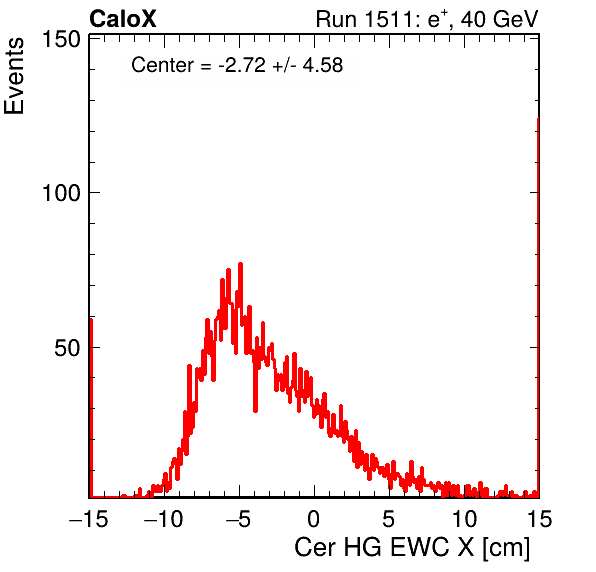 CaloX Run 1511: e⁺, 40 GeV
Events
Center = -2.72 +/- 4.58
150
100
50
−15 −10 −5 0 5 10 15
Cer HG EWC X [cm]